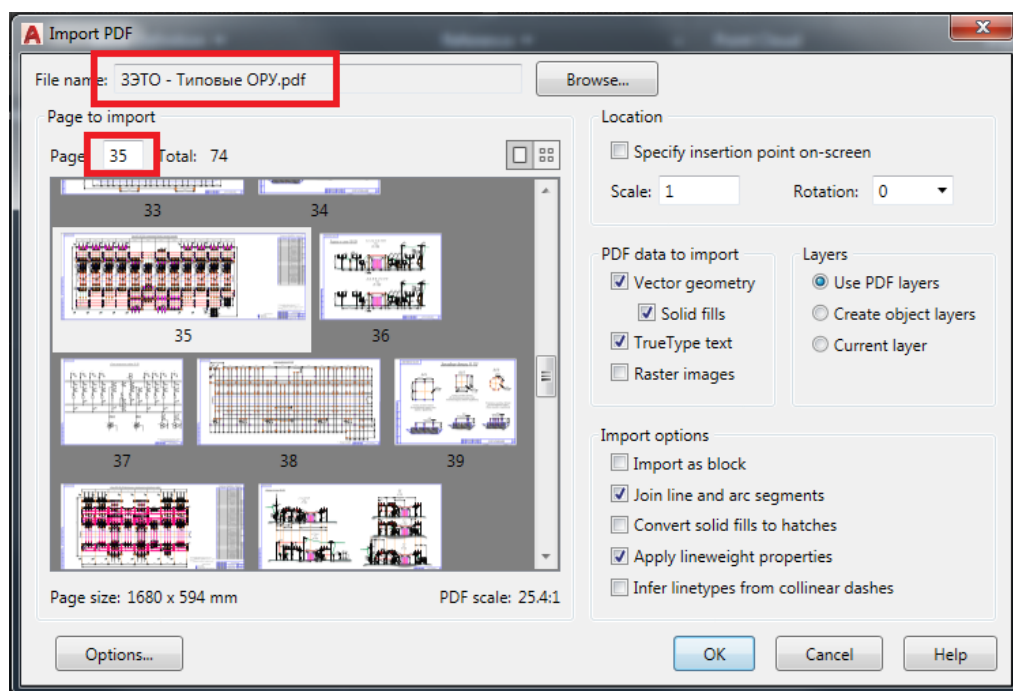 Import PDF
File name: ЗЭТО - Типовые ОРУ.pdf Browse...
Page to import
Page 35 Total: 74
33 34
35 36
37 38 39
Page size: 1680 x 594 mm PDF scale: 25.4:1
Location
Specify insertion point on-screen
Scale: 1 Rotation: 0
PDF data to import
Vector geometry
Solid fills
TrueType text
Raster images
Layers
Use PDF layers
Create object layers
Current layer
Import options
Import as block
Join line and arc segments
Convert solid fills to hatches
Apply lineweight properties
Infer linetypes from collinear dashes
Options... OK Cancel Help